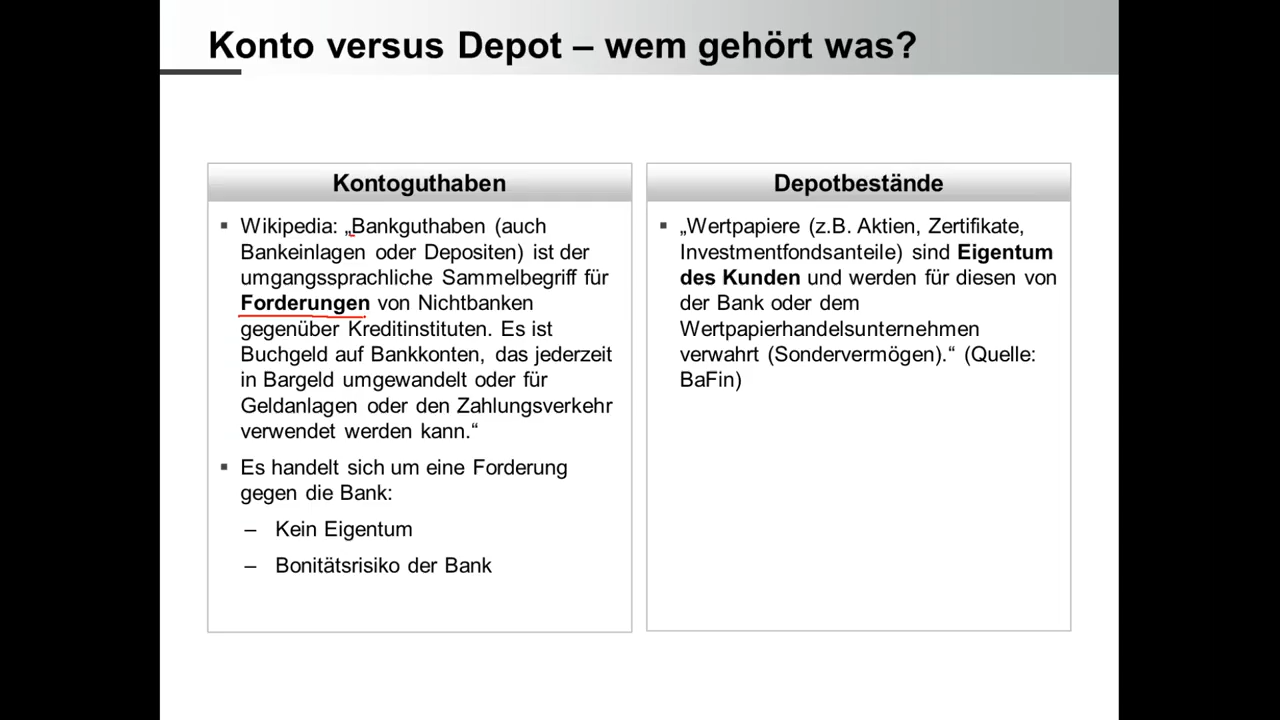 Konto versus Depot – wem gehört was?
Kontoguthaben
▪ Wikipedia: „Bankguthaben (auch
Bankeinlagen oder Depositen) ist der
umgangssprachliche Sammelbegriff für
Forderungen von Nichtbanken
gegenüber Kreditinstituten. Es ist
Buchgeld auf Bankkonten, das jederzeit
in Bargeld umgewandelt oder für
Geldanlagen oder den Zahlungsverkehr
verwendet werden kann.“
▪ Es handelt sich um eine Forderung
gegen die Bank:
– Kein Eigentum
– Bonitätsrisiko der Bank
Depotbestände
▪ „Wertpapiere (z.B. Aktien, Zertifikate,
Investmentfondsanteile) sind Eigentum
des Kunden und werden für diesen von
der Bank oder dem
Wertpapierhandelsunternehmen
verwahrt (Sondervermögen).“ (Quelle:
BaFin)